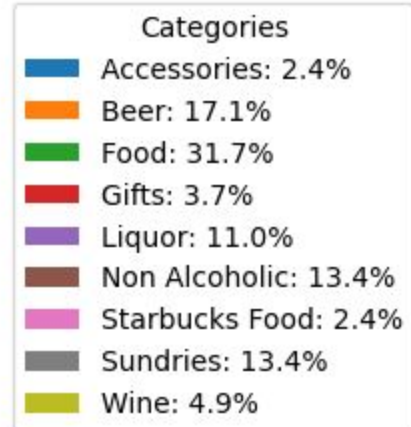 Categories
Accessories: 2.4%
Beer: 17.1%
Food: 31.7%
Gifts: 3.7%
Liquor: 11.0%
Non Alcoholic: 13.4%
Starbucks Food: 2.4%
Sundries: 13.4%
Wine: 4.9%